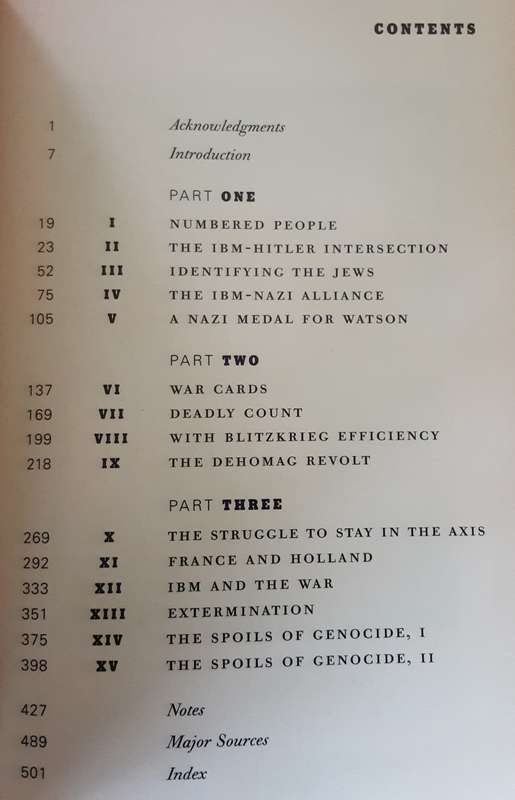 CONTENTS
1 Acknowledgments
7 Introduction
PART ONE
19 I NUMBERED PEOPLE
23 II THE IBM-HITLER INTERSECTION
52 III IDENTIFYING THE JEWS
75 IV THE IBM-NAZI ALLIANCE
105 V A NAZI MEDAL FOR WATSON
PART TWO
137 VI WAR CARDS
169 VII DEADLY COUNT
199 VIII WITH BLITZKRIEG EFFICIENCY
218 IX THE DEHOMAG REVOLT
PART THREE
269 X THE STRUGGLE TO STAY IN THE AXIS
292 XI FRANCE AND HOLLAND
333 XII IBM AND THE WAR
351 XIII EXTERMINATION
375 XIV THE SPOILS OF GENOCIDE, I
398 XV THE SPOILS OF GENOCIDE, II
427 Notes
489 Major Sources
501 Index